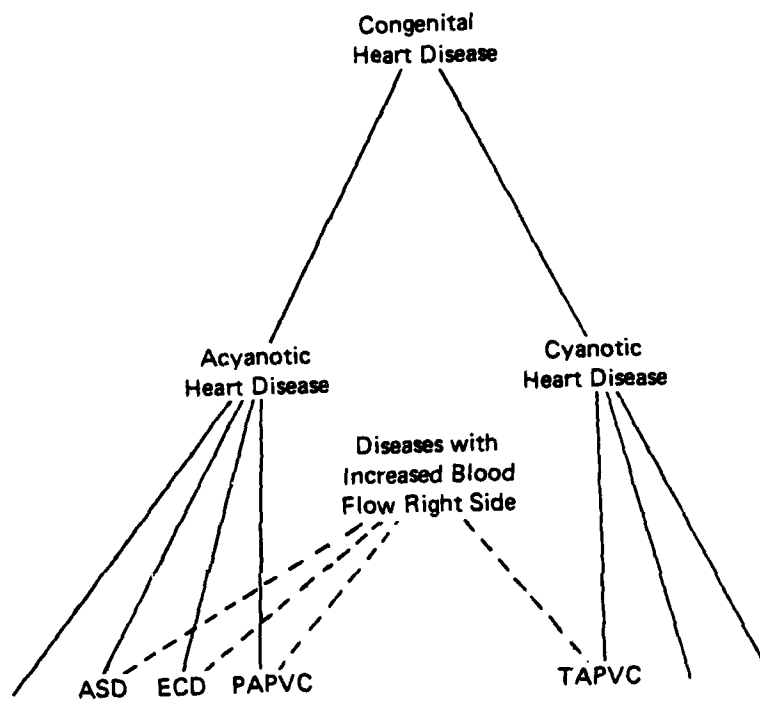 Congenital
Heart Disease
Acyanotic
Heart Disease
Cyanotic
Heart Disease
Diseases with
Increased Blood
Flow Right Side
ASD ECD PAPVC TAPVC